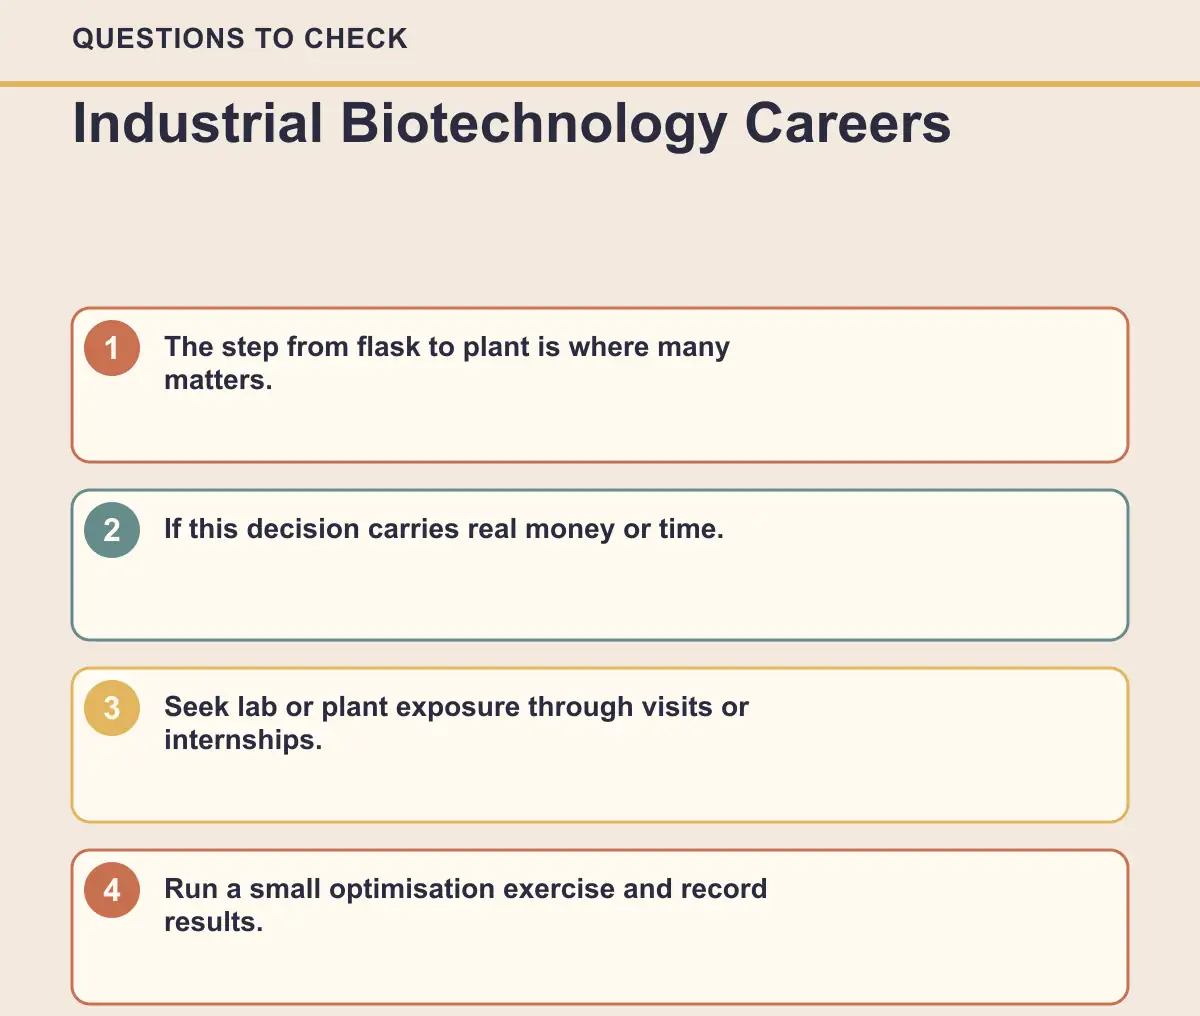 QUESTIONS TO CHECK
Industrial Biotechnology Careers
1
The step from flask to plant is where many
matters.
2
If this decision carries real money or time.
3
Seek lab or plant exposure through visits or
internships.
4
Run a small optimisation exercise and record
results.